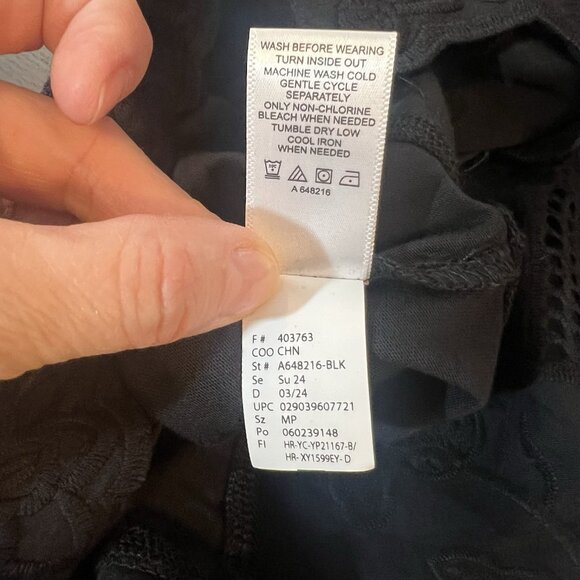 WASH BEFORE WEARING
TURN INSIDE OUT
MACHINE WASH COLD
GENTLE CYCLE
SEPARATELY
ONLY NON-CHLORINE
BLEACH WHEN NEEDED
TUMBLE DRY LOW
COOL IRON
WHEN NEEDED
A 648216
F# 403763
COO CHN
St# A648216-BLK
Se Su 24
D 03/24
UPC 029039607721
Sz MP
Po 060239148
FI HR-YC-YP21167-B/
HR-XY1599EY-D